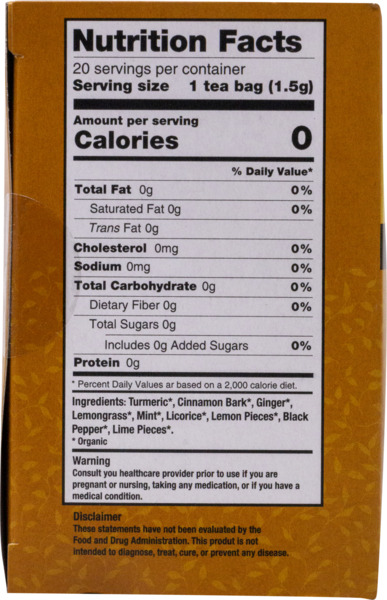 Nutrition Facts
20 servings per container
Serving size 1 tea bag (1.5g)
Amount per serving
Calories 0
% Daily Value*
Total Fat 0g 0%
Saturated Fat 0g 0%
Trans Fat 0g
Cholesterol 0mg 0%
Sodium 0mg 0%
Total Carbohydrate 0g 0%
Dietary Fiber 0g 0%
Total Sugars 0g
Includes 0g Added Sugars 0%
Protein 0g
* Percent Daily Values ar based on a 2,000 calorie diet.
Ingredients: Turmeric*, Cinnamon Bark*, Ginger*,
Lemongrass*, Mint*, Licorice*, Lemon Pieces*, Black
Pepper*, Lime Pieces*.
* Organic
Warning
Consult you healthcare provider prior to use if you are
pregnant or nursing, taking any medication, or if you have a
medical condition.
Disclaimer
These statements have not been evaluated by the
Food and Drug Administration. This produt is not
intended to diagnose, treat, cure, or prevent any disease.